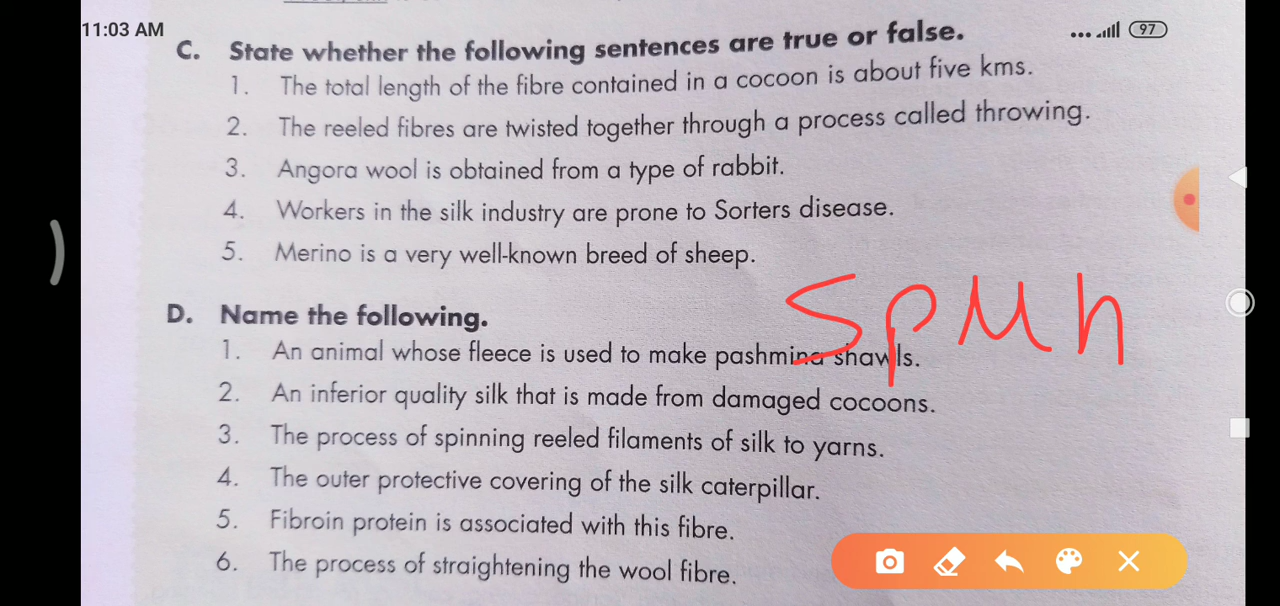 11:03 AM
97
C. State whether the following sentences are true or false.
1. The total length of the fibre contained in a cocoon is about five kms.
2. The reeled fibres are twisted together through a process called throwing.
3. Angora wool is obtained from a type of rabbit.
4. Workers in the silk industry are prone to Sorters disease.
5. Merino is a very well-known breed of sheep.
D. Name the following.
1. An animal whose fleece is used to make pashmina shawls.
2. An inferior quality silk that is made from damaged cocoons.
3. The process of spinning reeled filaments of silk to yarns.
4. The outer protective covering of the silk caterpillar.
5. Fibroin protein is associated with this fibre.
6. The process of straightening the wool fibre.